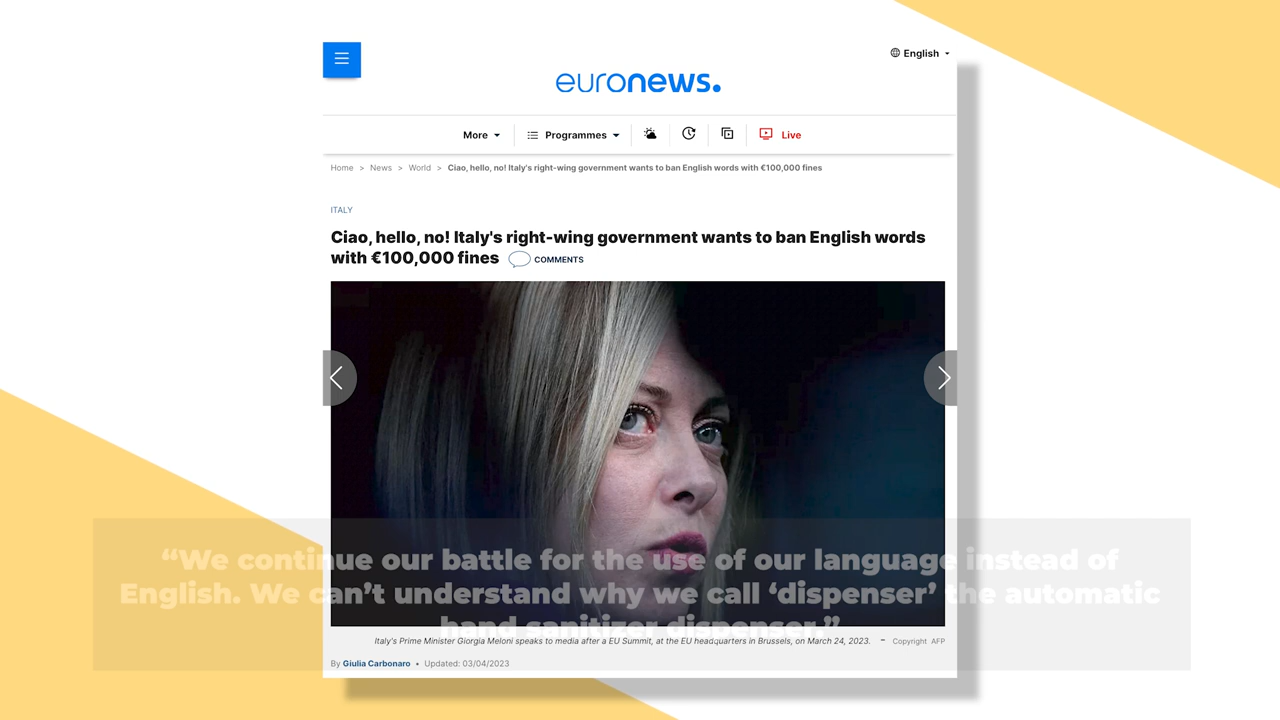 English
euronews.
More
Programmes
Live
Home > News > World > Ciao, hello, no! Italy's right-wing government wants to ban English words with €100,000 fines
ITALY
Ciao, hello, no! Italy's right-wing government wants to ban English words
with €100,000 fines COMMENTS
“We continue our battle for the use of our language instead of
English. We can’t understand why we call ‘dispenser’ the automatic
hand sanitizer dispenser.”
Italy's Prime Minister Giorgia Meloni speaks to media after a EU Summit, at the EU headquarters in Brussels, on March 24, 2023. - Copyright AFP
By Giulia Carbonaro • Updated: 03/04/2023